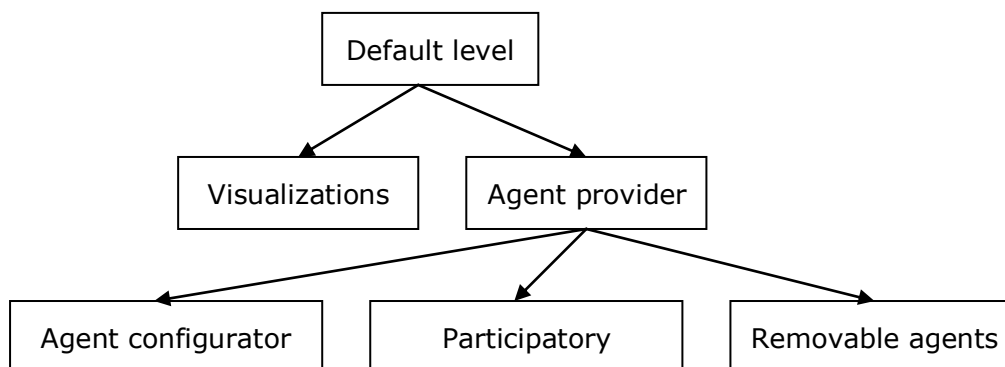 Default level
Visualizations
Agent provider
Agent configurator
Participatory
Removable agents